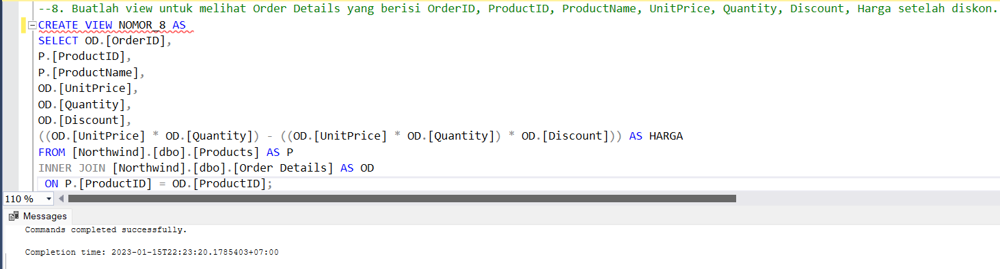 --8. Buatlah view untuk melihat Order Details yang berisi OrderID, ProductID, ProductName, UnitPrice, Quantity, Discount, Harga setelah diskon.
CREATE VIEW NOMOR_8 AS
SELECT OD.[OrderID],
P.[ProductID],
P.[ProductName],
OD.[UnitPrice],
OD.[Quantity],
OD.[Discount],
((OD.[UnitPrice] * OD.[Quantity]) - ((OD.[UnitPrice] * OD.[Quantity]) * OD.[Discount])) AS HARGA
FROM [Northwind].[dbo].[Products] AS P
INNER JOIN [Northwind].[dbo].[Order Details] AS OD
ON P.[ProductID] = OD.[ProductID];
110 %
Messages
Commands completed successfully.
Completion time: 2023-01-15T22:23:20.1785403+07:00